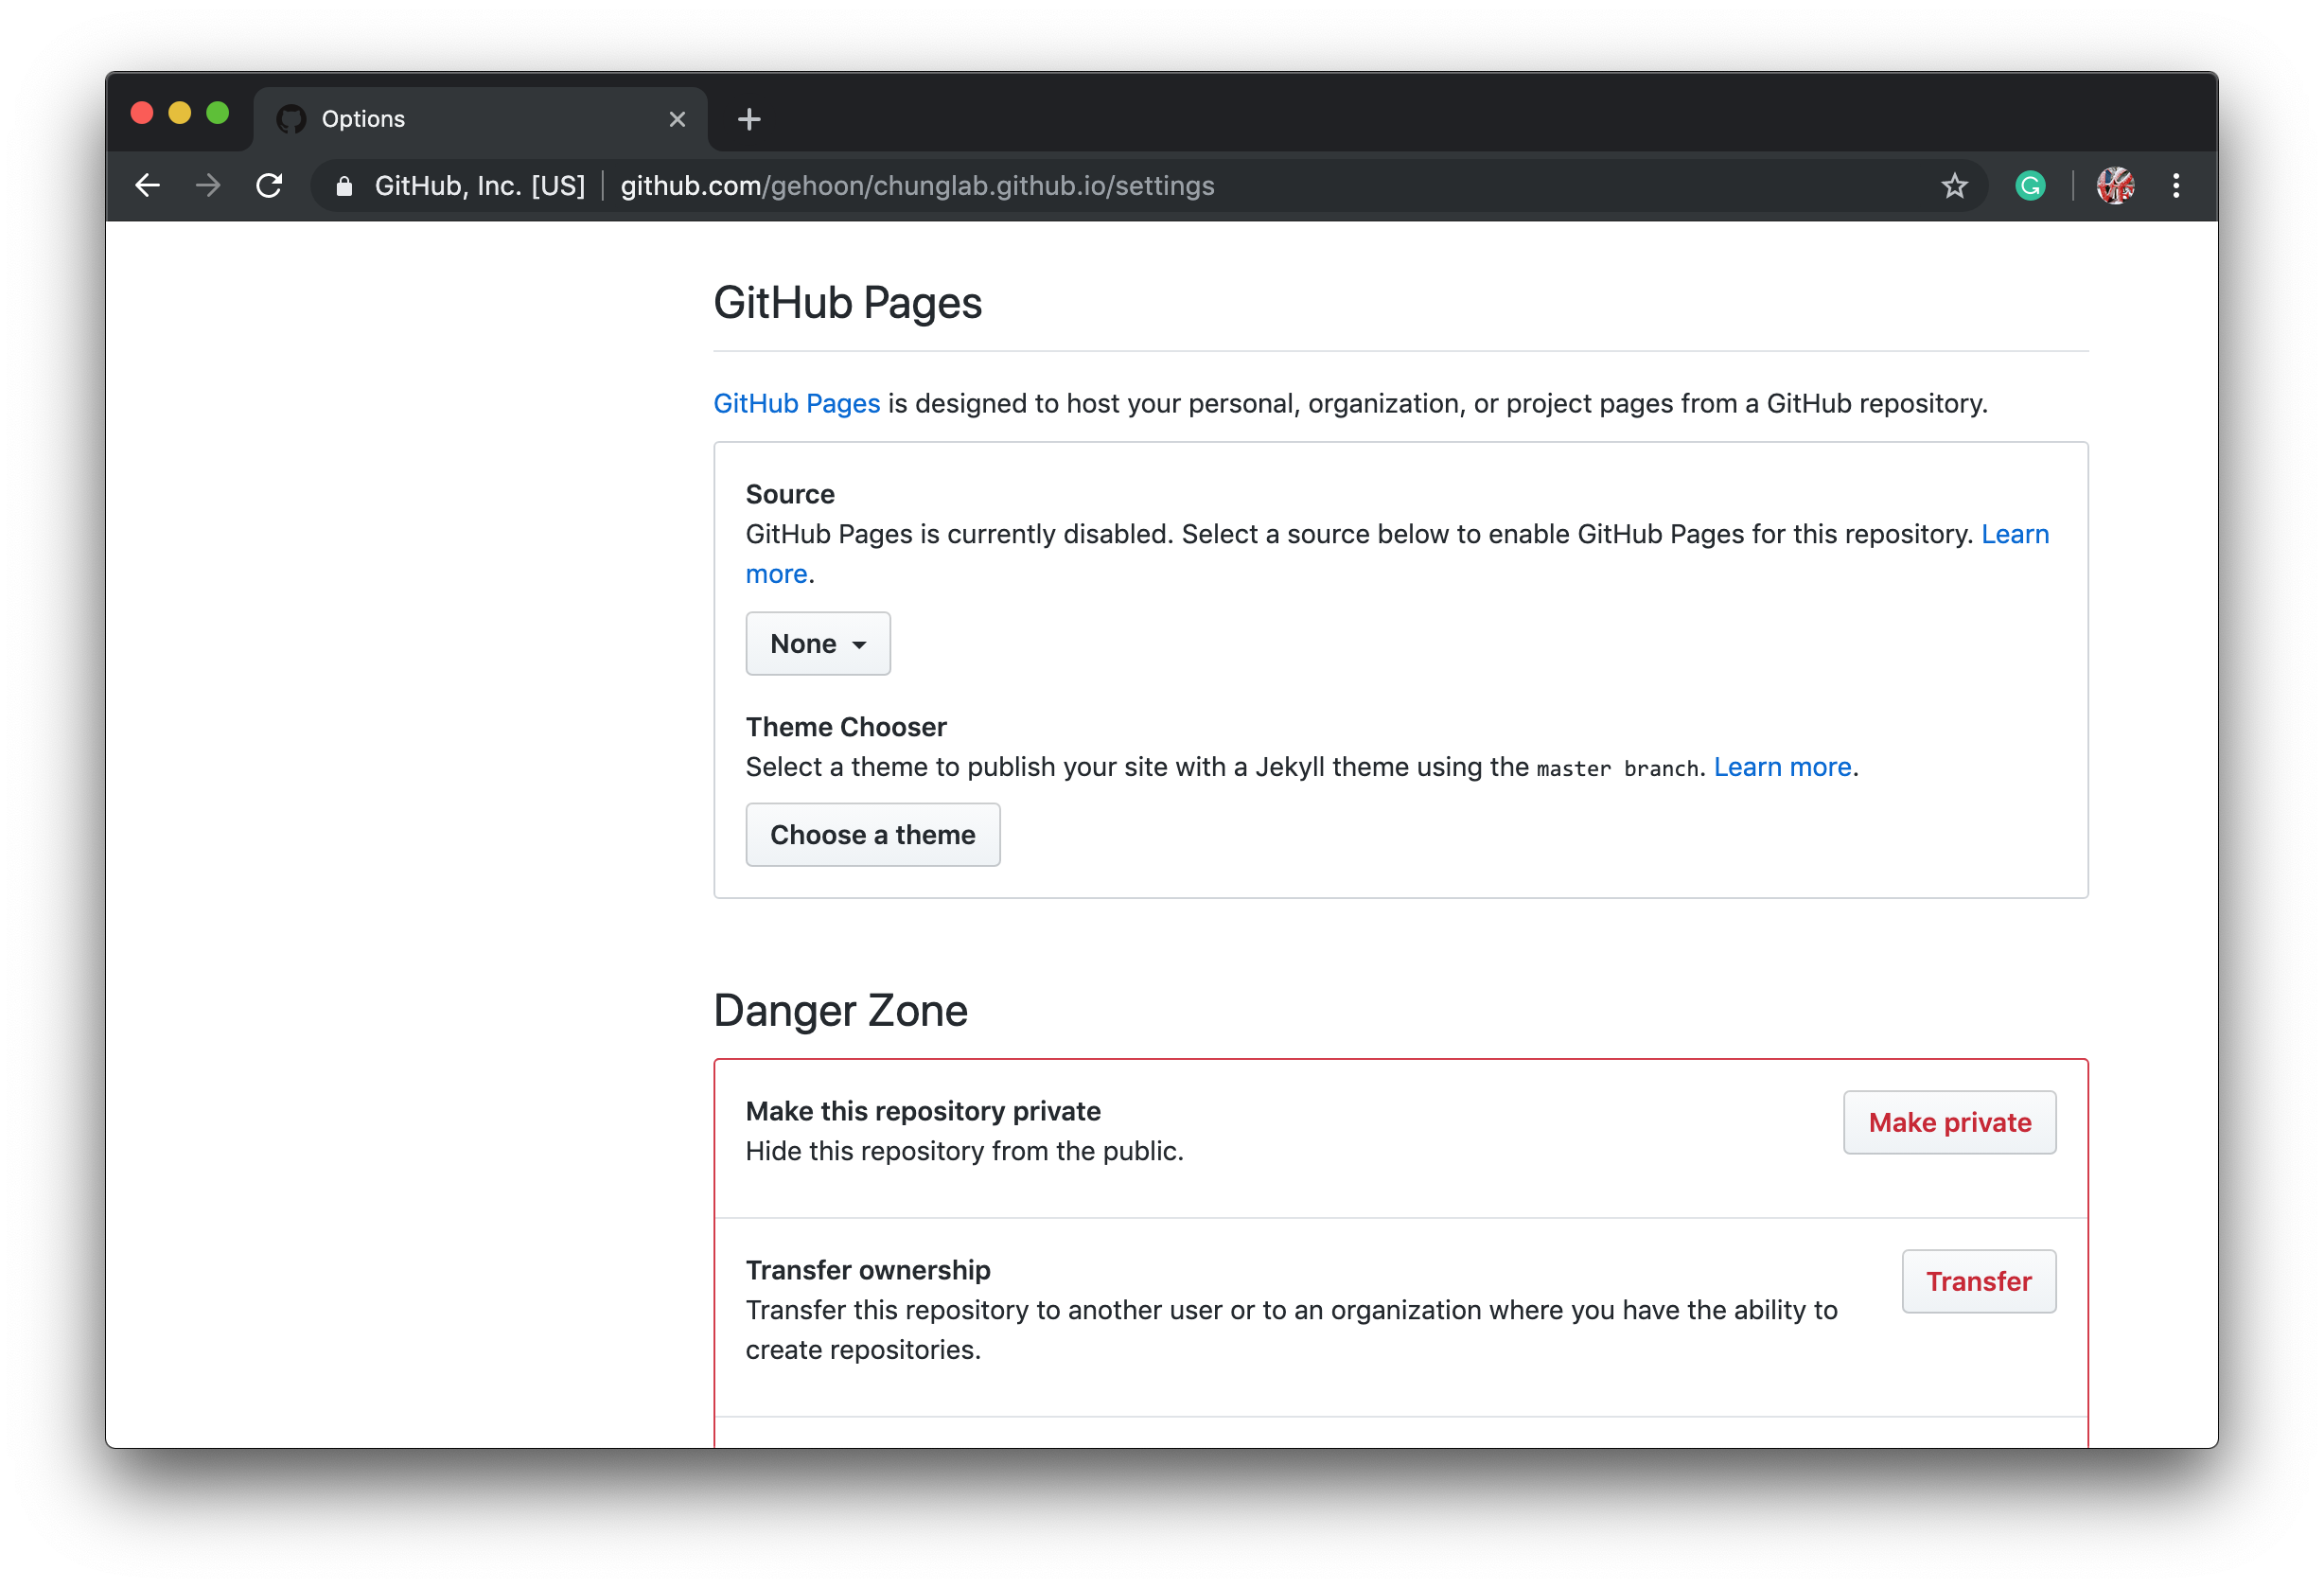 Options
GitHub, Inc. [US] github.com/gehoon/chunglab.github.io/settings
GitHub Pages
GitHub Pages is designed to host your personal, organization, or project pages from a GitHub repository.
Source
GitHub Pages is currently disabled. Select a source below to enable GitHub Pages for this repository. Learn
more.
None
Theme Chooser
Select a theme to publish your site with a Jekyll theme using the master branch. Learn more.
Choose a theme
Danger Zone
Make this repository private
Hide this repository from the public.
Make private
Transfer ownership
Transfer this repository to another user or to an organization where you have the ability to
create repositories.
Transfer